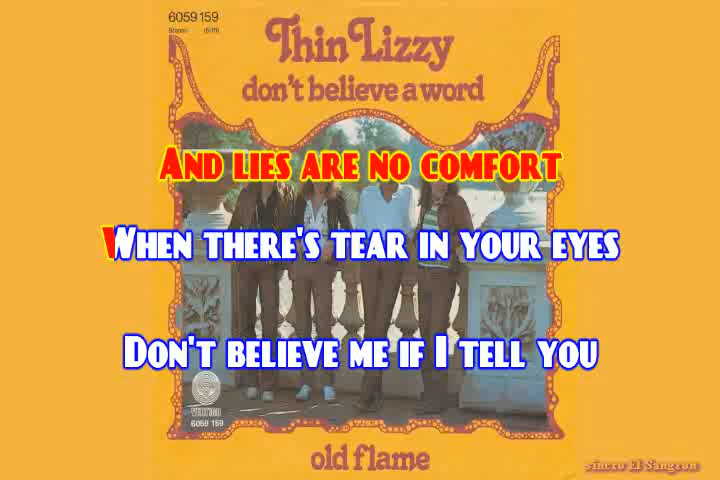 6059 159
Stereo
Thin Lizzy
don't believe a word
And lies are no comfort
When there's tear in your eyes
Don't believe me if I tell you
VERTIGO
6059 159
old flame
sincro El Sangron